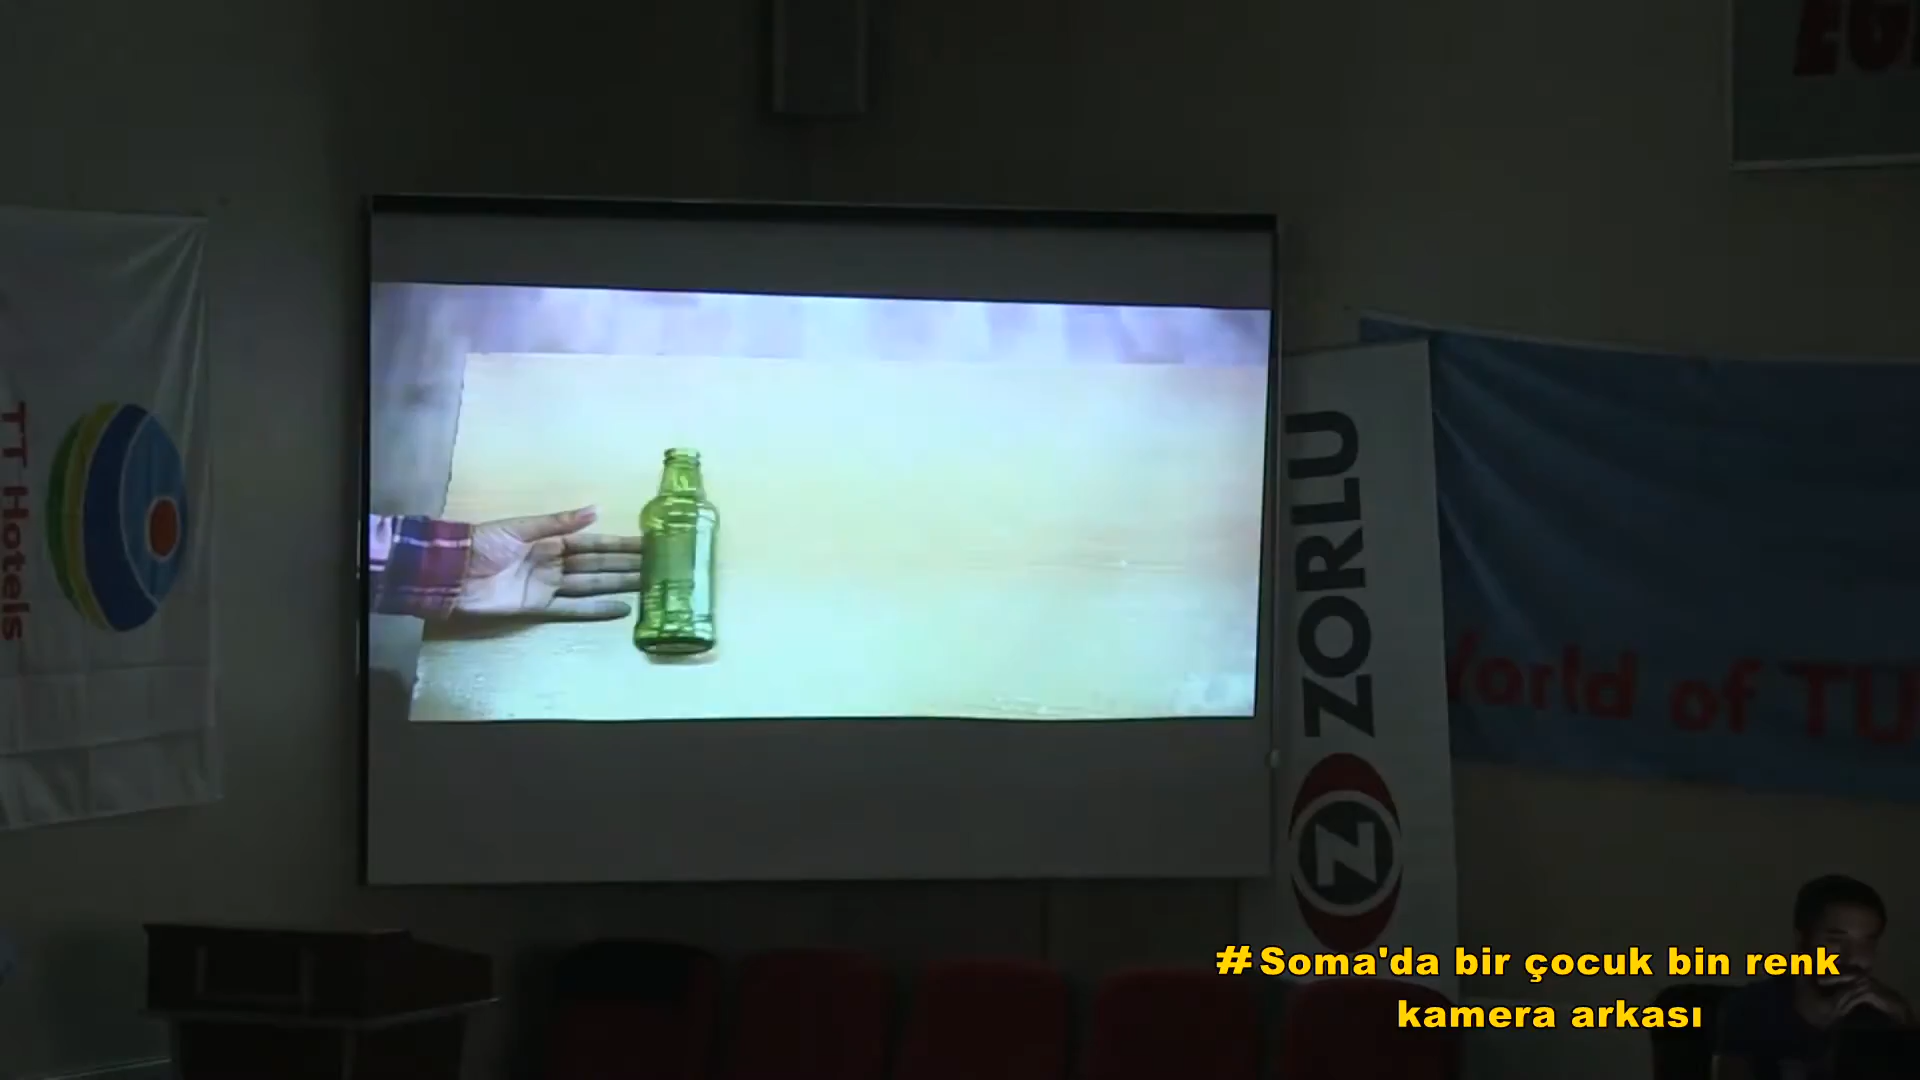 TT Hotels
ZORLU
Z
World of TU
#Soma'da bir çocuk bin renk
kamera arkası